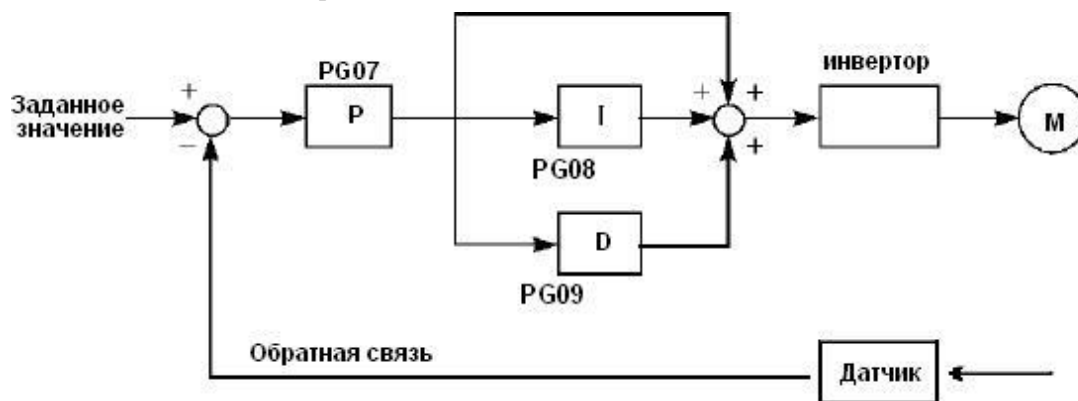 PG07
инвертор
Заданное
значение
+
−
P
I
+
+
+
M
PG08
D
PG09
Обратная связь
Датчик